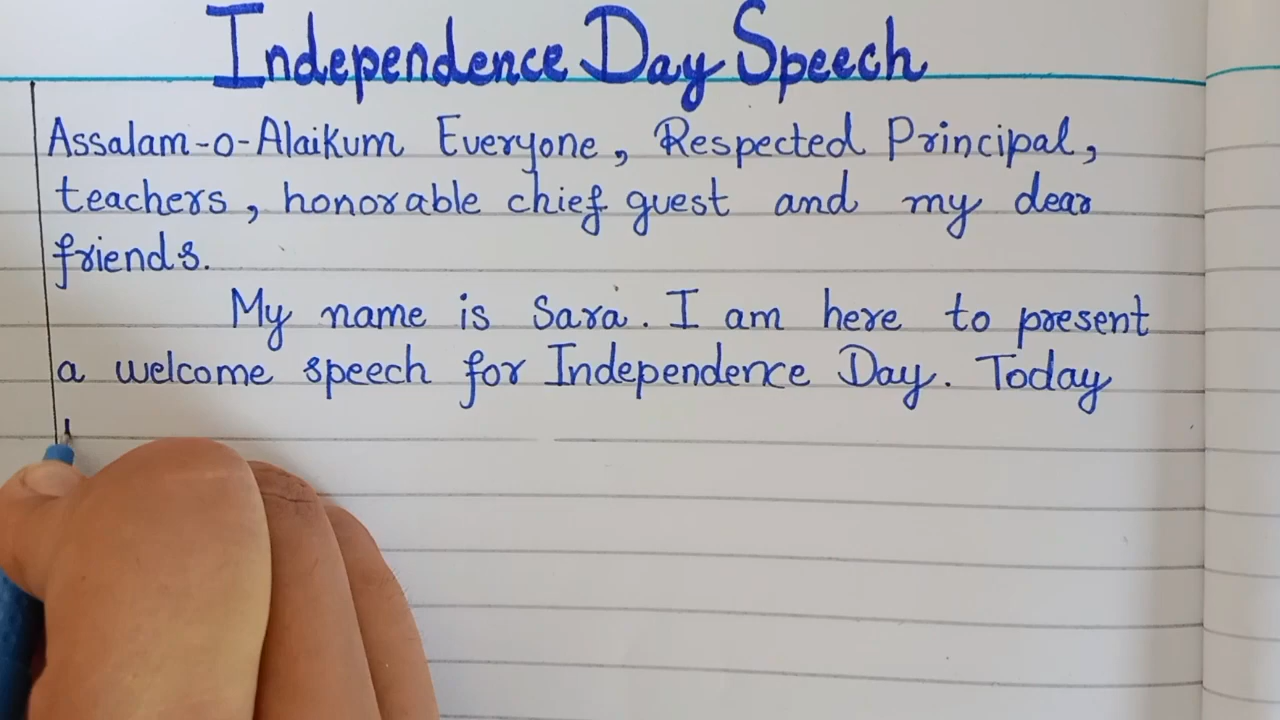 Independence Day Speech
Assalam-o-Alaikum Everyone, Respected Principal,
teachers, honorable chief guest and my dear
friends.
My name is Sara. I am here to present
a welcome speech for Independence Day. Today